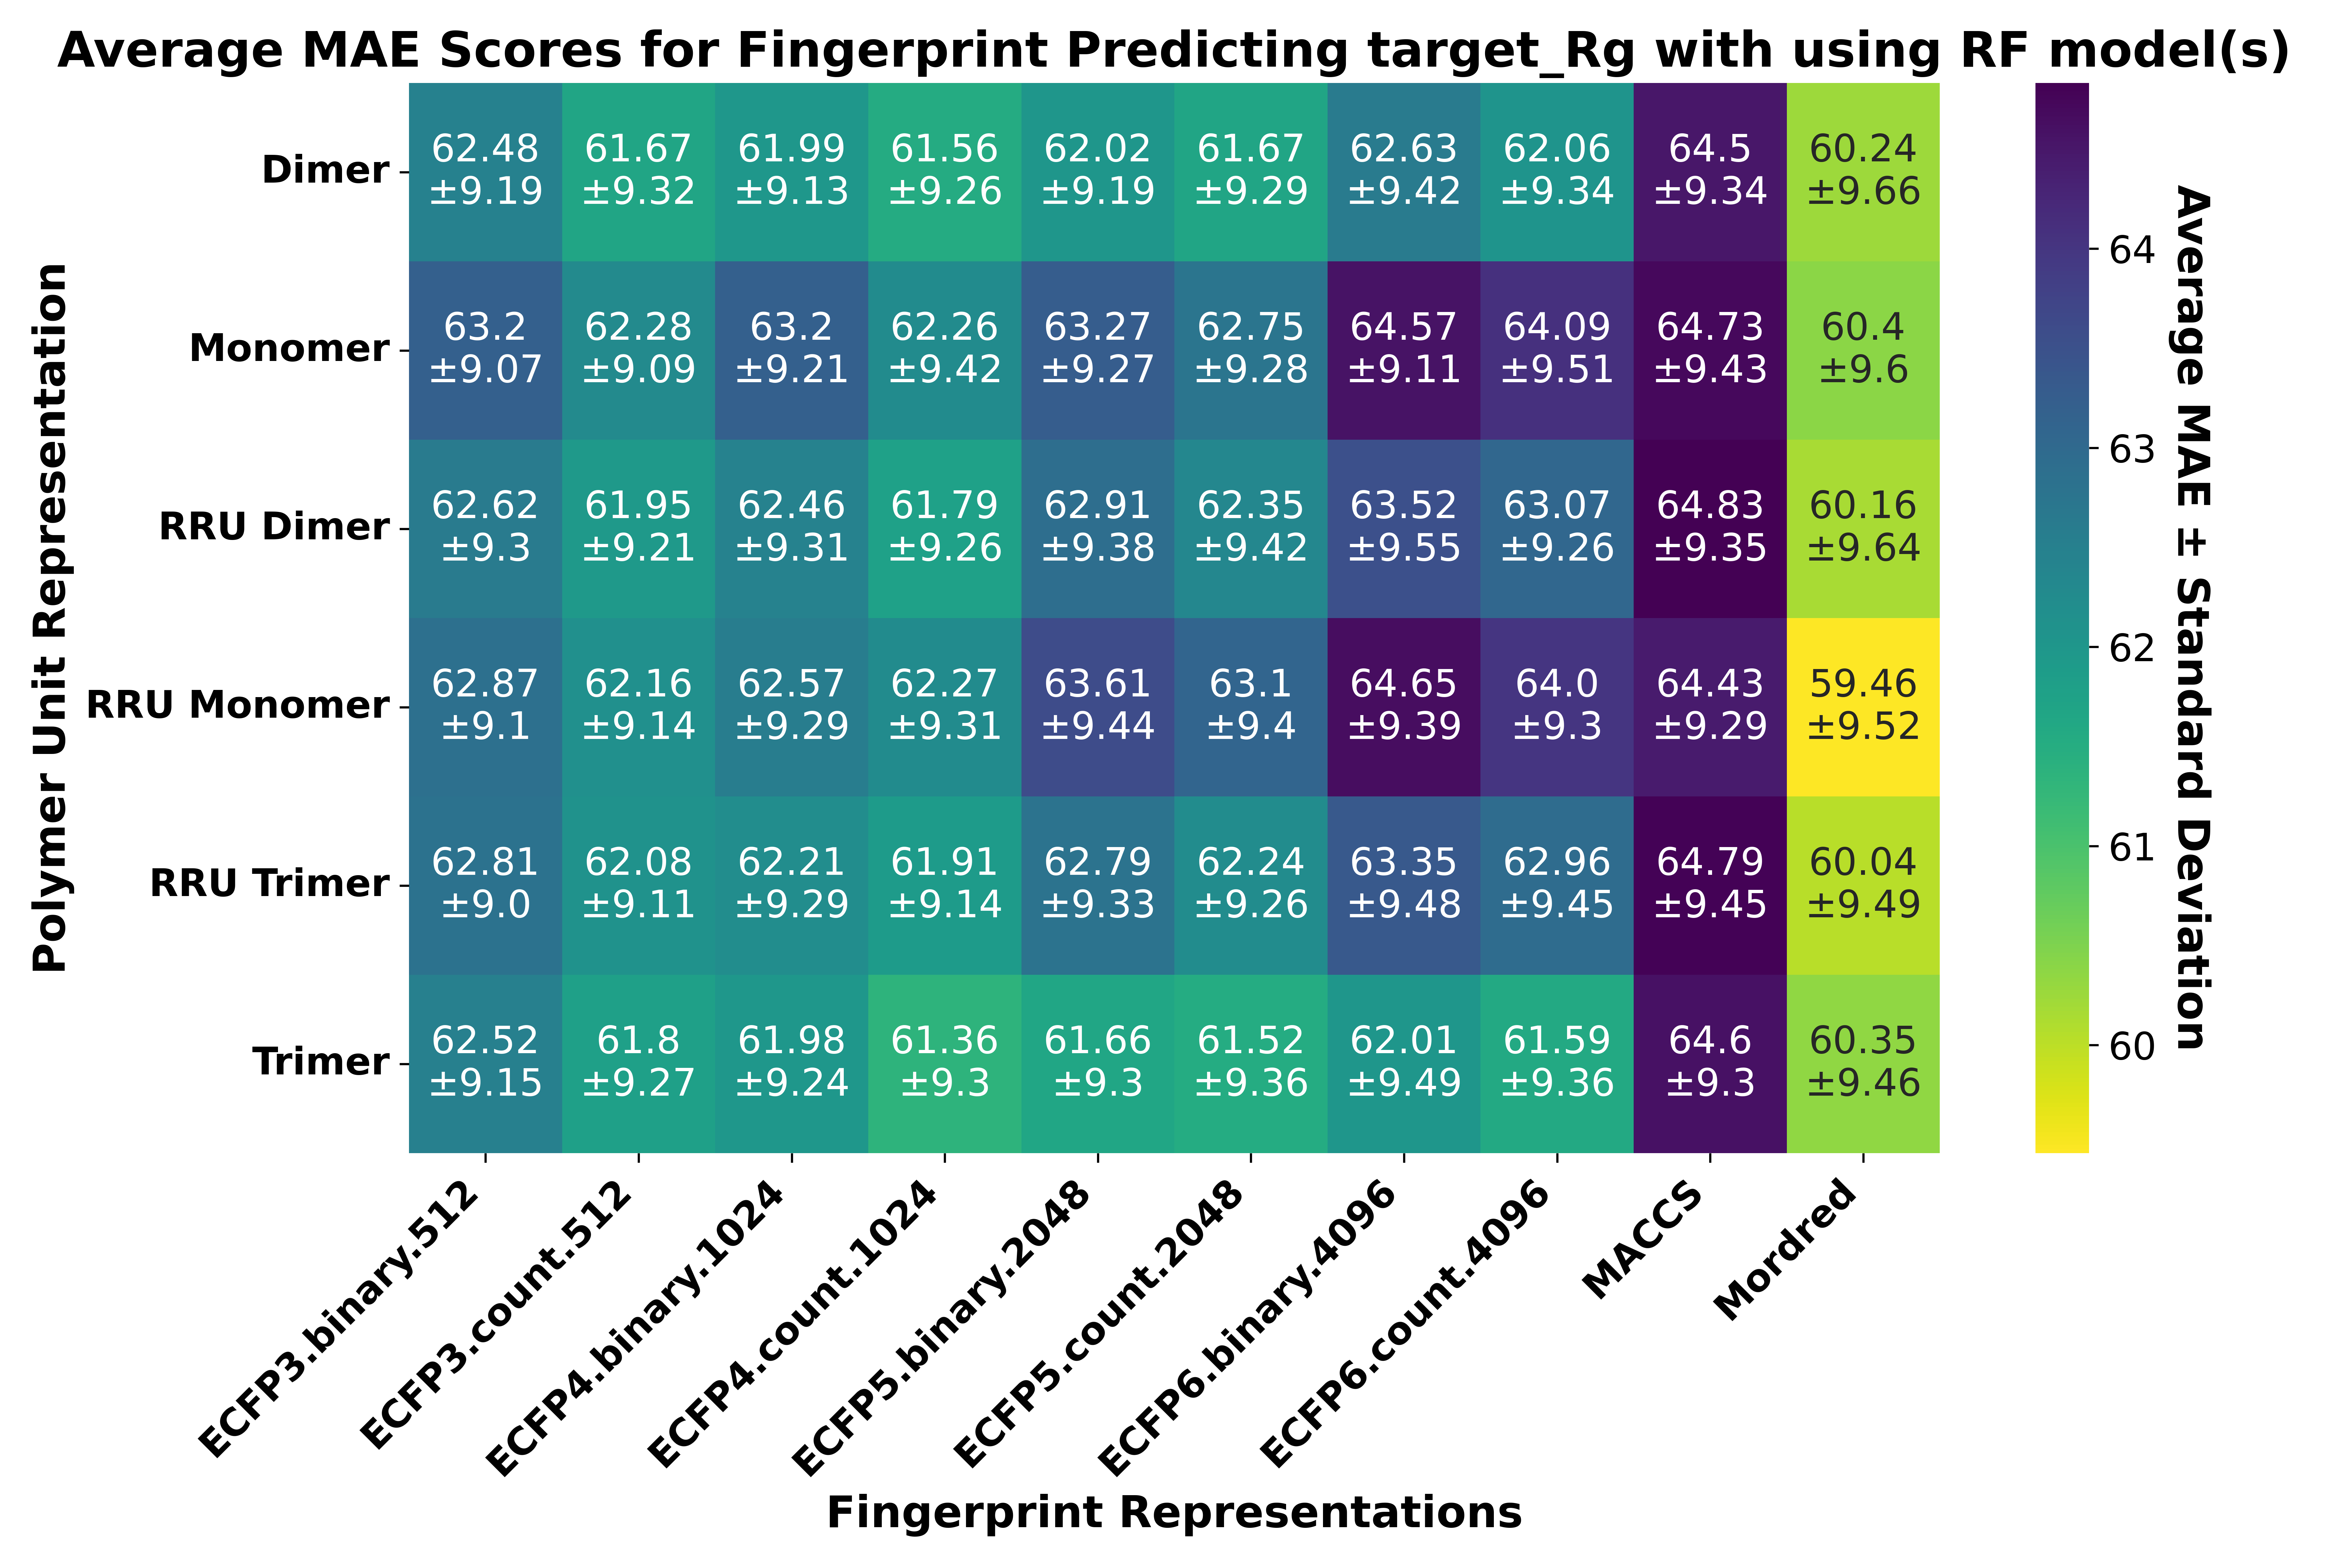 Average MAE Scores for Fingerprint Predicting target_Rg with using RF model(s)
Polymer Unit Representation
Dimer
62.48 61.67 61.99 61.56 62.02 61.67 62.63 62.06 64.5 60.24
±9.19 ±9.32 ±9.13 ±9.26 ±9.19 ±9.29 ±9.42 ±9.34 ±9.34 ±9.66
Monomer
63.2 62.28 63.2 62.26 63.27 62.75 64.57 64.09 64.73 60.4
±9.07 ±9.09 ±9.21 ±9.42 ±9.27 ±9.28 ±9.11 ±9.51 ±9.43 ±9.6
RRU Dimer
62.62 61.95 62.46 61.79 62.91 62.35 63.52 63.07 64.83 60.16
±9.3 ±9.21 ±9.31 ±9.26 ±9.38 ±9.42 ±9.55 ±9.26 ±9.35 ±9.64
RRU Monomer
62.87 62.16 62.57 62.27 63.61 63.1 64.65 64.0 64.43 59.46
±9.1 ±9.14 ±9.29 ±9.31 ±9.44 ±9.4 ±9.39 ±9.3 ±9.29 ±9.52
RRU Trimer
62.81 62.08 62.21 61.91 62.79 62.24 63.35 62.96 64.79 60.04
±9.0 ±9.11 ±9.29 ±9.14 ±9.33 ±9.26 ±9.48 ±9.45 ±9.45 ±9.49
Trimer
62.52 61.8 61.98 61.36 61.66 61.52 62.01 61.59 64.6 60.35
±9.15 ±9.27 ±9.24 ±9.3 ±9.3 ±9.36 ±9.49 ±9.36 ±9.3 ±9.46
ECFP3.binary.512
ECFP3.count.512
ECFP4.binary.1024
ECFP4.count.1024
ECFP5.binary.2048
ECFP5.count.2048
ECFP6.binary.4096
ECFP6.count.4096
MACCS
Mordred
Fingerprint Representations
64
63
62
61
60
Average MAE ± Standard Deviation